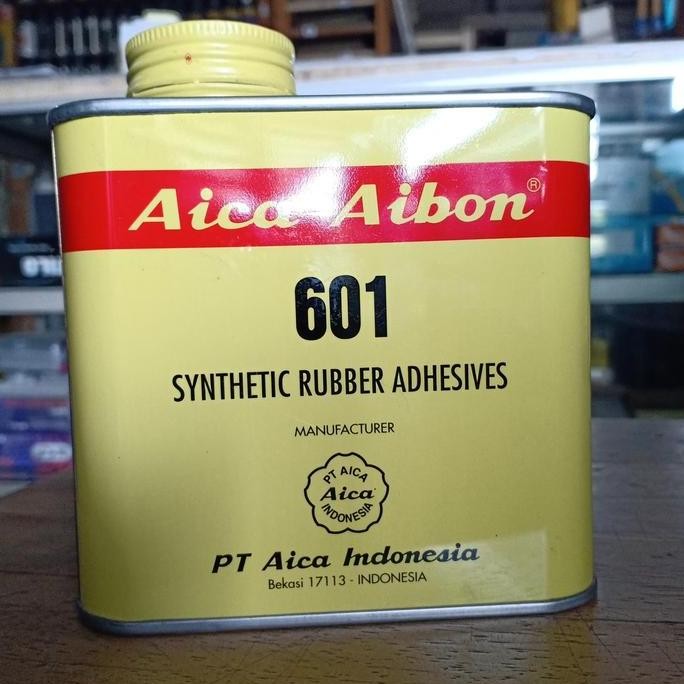 Aica Aibon®
601
SYNTHETIC RUBBER ADHESIVES
MANUFACTURER
PT AICA
Aica
INDONESIA
PT Aica Indonesia
Bekasi 17113 - INDONESIA